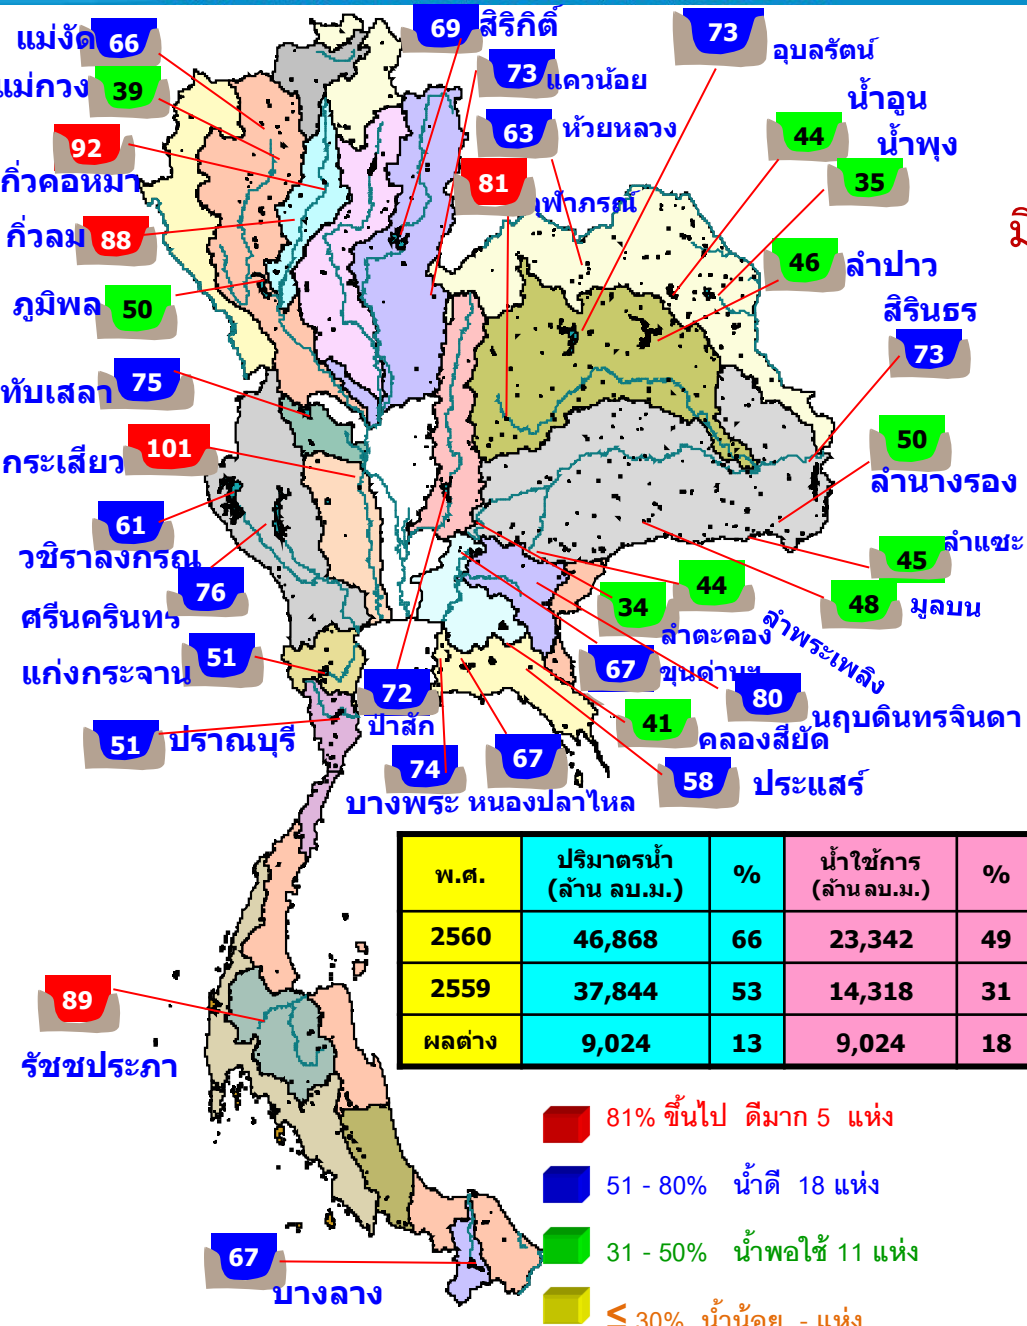 แม่งัด 66
แม่กวง 39
92
กิ่วคอหมา
กิ่วลม 88
ภูมิพล 50
ทับเสลา 75
กระเสียว 101
61
วชิราลงกรณ
76
ศรีนครินทร
แก่งกระจาน 51
51 ปราณบุรี
69 สิริกิติ์
73 แควน้อย
63 ห้วยหลวง
81
ฬาภรณ์
73 อุบลรัตน์
น้ำอูน
44
น้ำพุง
35
46 ลำปาว
สิรินธร
73
50
ลำนางรอง
ลำแชะ
45
48 มูลบน
44
ลำพระเพลิง
34
ลำตะคอง
67 ขุนด่านฯ
80
นฤบดินทรจินดา
41 คลองสียัด
58 ประแสร์
72
ป่าสัก
74
บางพระ
67
หนองปลาไหล
พ.ศ. ปริมาตรน้ำ (ล้าน ลบ.ม.) % น้ำใช้การ (ล้าน ลบ.ม.) %
2560 46,868 66 23,342 49
2559 37,844 53 14,318 31
ผลต่าง 9,024 13 9,024 18
89
รัชชประภา
67
บางลาง
81% ขึ้นไป ดีมาก 5 แห่ง
51 - 80% น้ำดี 18 แห่ง
31 - 50% น้ำพอใช้ 11 แห่ง
≤ 30% น้ำน้อย - แห่ง